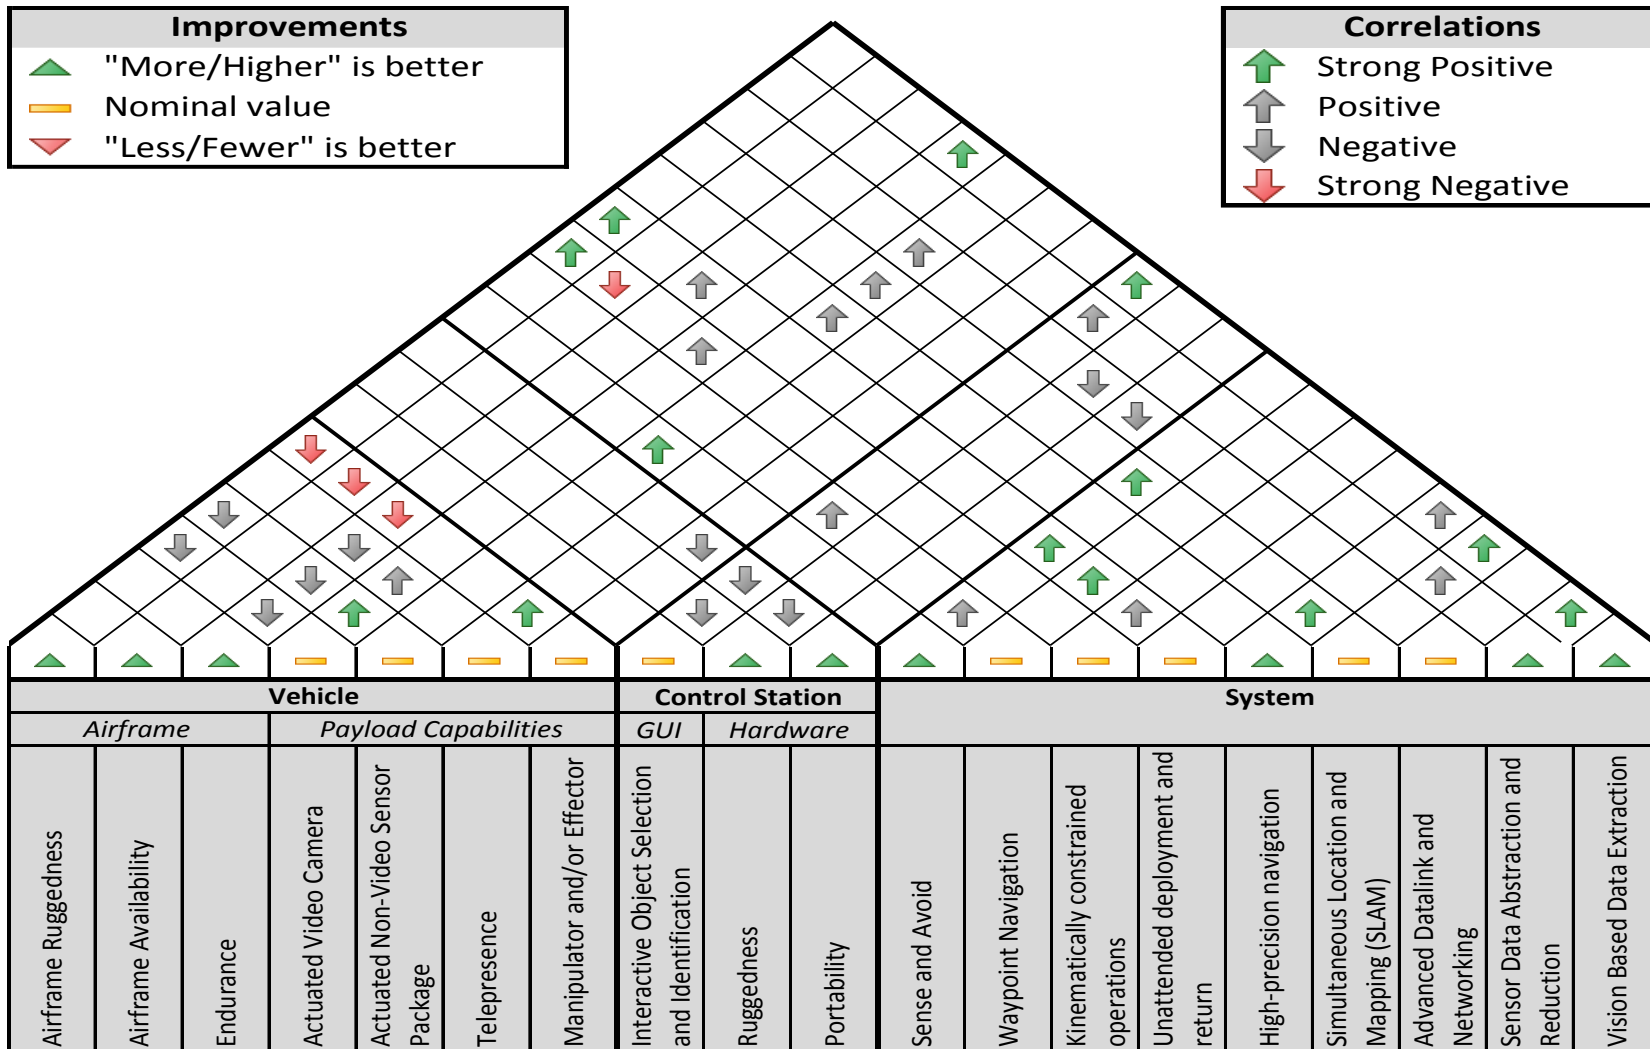 Improvements
"More/Higher" is better
Nominal value
"Less/Fewer" is better
Correlations
Strong Positive
Positive
Negative
Strong Negative
Vehicle
Control Station
System
Airframe
Payload Capabilities
GUI
Hardware
Airframe Ruggedness
Airframe Availability
Endurance
Actuated Video Camera
Actuated Non-Video Sensor
Package
Telepresence
Manipulator and/or Effector
Interactive Object Selection
and Identification
Ruggedness
Portability
Sense and Avoid
Waypoint Navigation
Kinematically constrained
operations
Unattended deployment and
return
High-precision navigation
Simultaneous Location and
Mapping (SLAM)
Advanced Datalink and
Networking
Sensor Data Abstraction and
Reduction
Vision Based Data Extraction